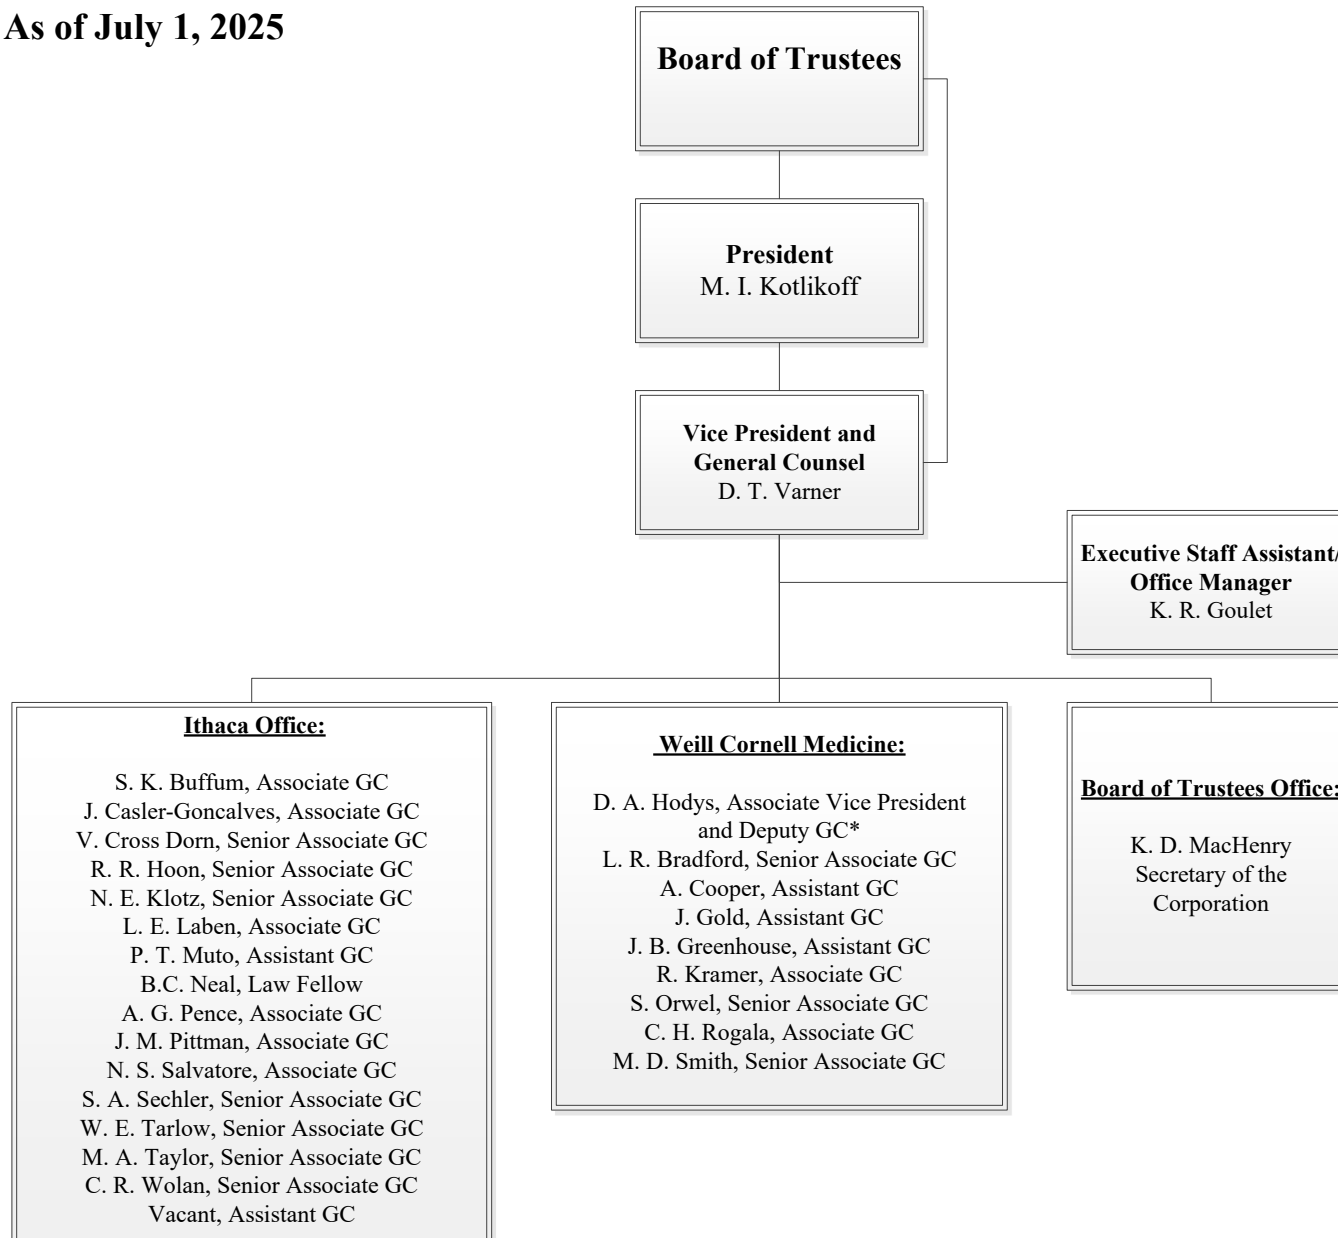 As of July 1, 2025
Board of Trustees
President
M. I. Kotlikoff
Vice President and
General Counsel
D. T. Varner
Executive Staff Assistant/
Office Manager
K. R. Goulet
Ithaca Office:
S. K. Buffum, Associate GC
J. Casler-Goncalves, Associate GC
V. Cross Dorn, Senior Associate GC
R. R. Hoon, Senior Associate GC
N. E. Klotz, Senior Associate GC
L. E. Laben, Associate GC
P. T. Muto, Assistant GC
B.C. Neal, Law Fellow
A. G. Pence, Associate GC
J. M. Pittman, Associate GC
N. S. Salvatore, Associate GC
S. A. Sechler, Senior Associate GC
W. E. Tarlow, Senior Associate GC
M. A. Taylor, Senior Associate GC
C. R. Wolan, Senior Associate GC
Vacant, Assistant GC
Weill Cornell Medicine:
D. A. Hodys, Associate Vice President
and Deputy GC*
L. R. Bradford, Senior Associate GC
A. Cooper, Assistant GC
J. Gold, Assistant GC
J. B. Greenhouse, Assistant GC
R. Kramer, Associate GC
S. Orwel, Senior Associate GC
C. H. Rogala, Associate GC
M. D. Smith, Senior Associate GC
Board of Trustees Office:
K. D. MacHenry
Secretary of the
Corporation